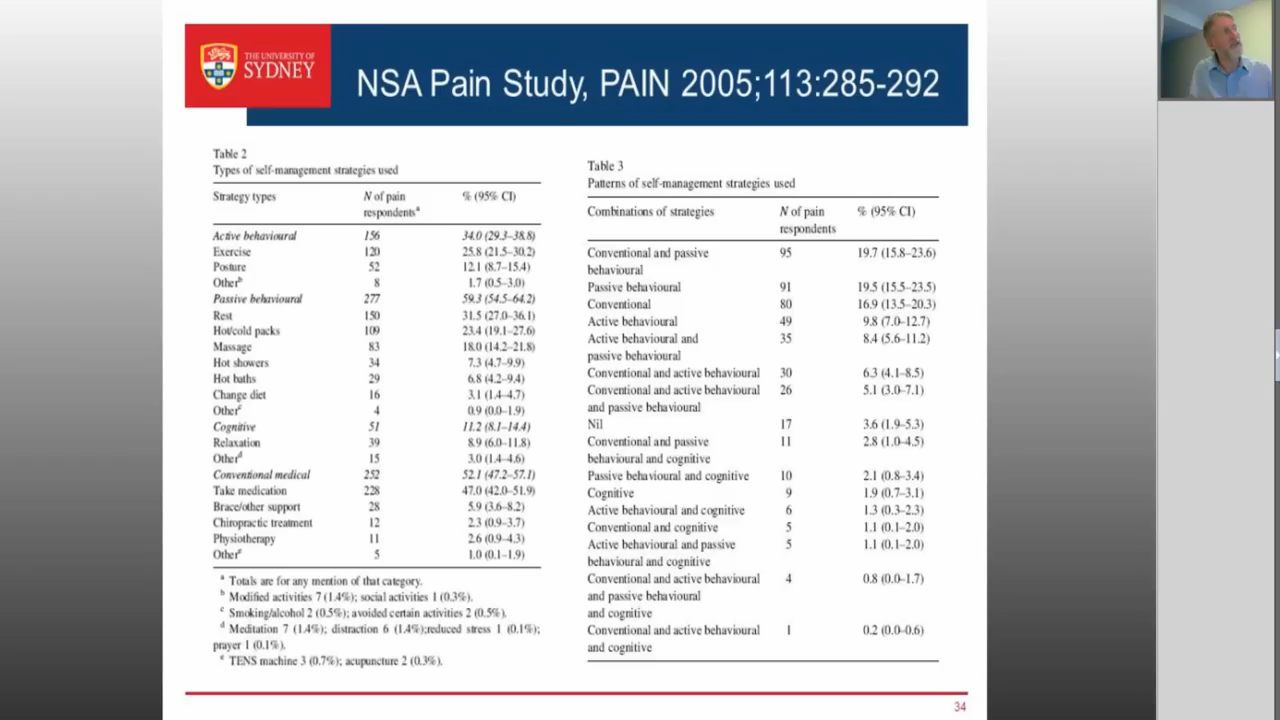 THE UNIVERSITY OF
SYDNEY
NSA Pain Study, PAIN 2005;113:285-292
Table 2
Types of self-management strategies used
Strategy types N of pain respondentsᵃ % (95% CI)
Active behavioural 156 34.0 (29.3–38.8)
Exercise 120 25.8 (21.5–30.2)
Posture 52 12.1 (8.7–15.4)
Otherᵇ 8 1.7 (0.5–3.0)
Passive behavioural 277 59.3 (54.5–64.2)
Rest 150 31.5 (27.0–36.1)
Hot/cold packs 109 23.4 (19.1–27.6)
Massage 83 18.0 (14.2–21.8)
Hot showers 34 7.3 (4.7–9.9)
Hot baths 29 6.8 (4.2–9.4)
Change diet 16 3.1 (1.4–4.7)
Otherᶜ 4 0.9 (0.0–1.9)
Cognitive 51 11.2 (8.1–14.4)
Relaxation 39 8.9 (6.0–11.8)
Otherᵈ 15 3.0 (1.4–4.6)
Conventional medical 252 52.1 (47.2–57.1)
Take medication 228 47.0 (42.0–51.9)
Brace/other support 28 5.9 (3.6–8.2)
Chiropractic treatment 12 2.3 (0.9–3.7)
Physiotherapy 11 2.6 (0.9–4.3)
Otherᵉ 5 1.0 (0.1–1.9)
ᵃ Totals are for any mention of that category.
ᵇ Modified activities 7 (1.4%); social activities 1 (0.3%).
ᶜ Smoking/alcohol 2 (0.5%); avoided certain activities 2 (0.5%).
ᵈ Meditation 7 (1.4%); distraction 6 (1.4%);reduced stress 1 (0.1%);
prayer 1 (0.1%).
ᵉ TENS machine 3 (0.7%); acupuncture 2 (0.3%).
Table 3
Patterns of self-management strategies used
Combinations of strategies N of pain % (95% CI)
respondents
Conventional and passive 95 19.7 (15.8–23.6)
behavioural
Passive behavioural 91 19.5 (15.5–23.5)
Conventional 80 16.9 (13.5–20.3)
Active behavioural 49 9.8 (7.0–12.7)
Active behavioural and 35 8.4 (5.6–11.2)
passive behavioural
Conventional and active behavioural 30 6.3 (4.1–8.5)
Conventional and active behavioural 26 5.1 (3.0–7.1)
and passive behavioural
Nil 17 3.6 (1.9–5.3)
Conventional and passive 11 2.8 (1.0–4.5)
behavioural and cognitive
Passive behavioural and cognitive 10 2.1 (0.8–3.4)
Cognitive 9 1.9 (0.7–3.1)
Active behavioural and cognitive 6 1.3 (0.3–2.3)
Conventional and cognitive 5 1.1 (0.1–2.0)
Active behavioural and passive 5 1.1 (0.1–2.0)
behavioural and cognitive
Conventional and active behavioural 4 0.8 (0.0–1.7)
and passive behavioural
and cognitive
Conventional and active behavioural 1 0.2 (0.0–0.6)
and cognitive
34